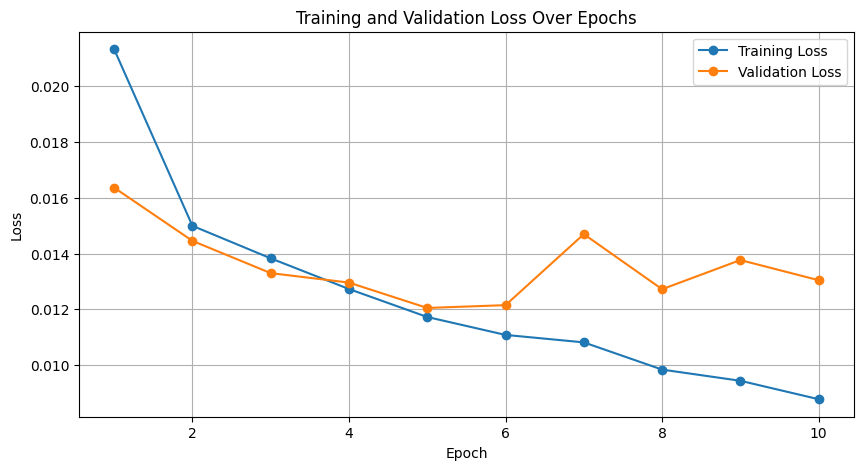 Training and Validation Loss Over Epochs
Training Loss
Validation Loss
0.020
0.018
0.016
0.014
0.012
0.010
Loss
2
4
6
8
10
Epoch